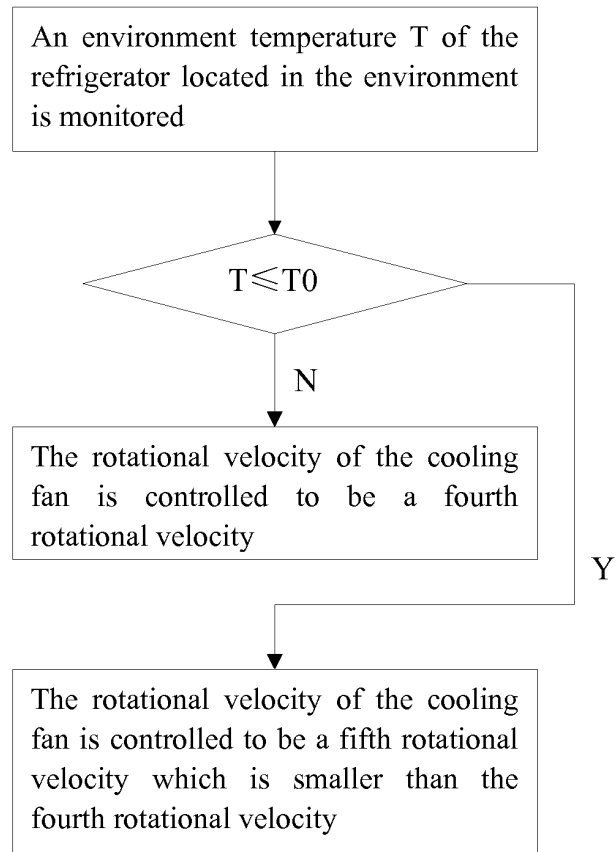 An environment temperature T of the
refrigerator located in the environment
is monitored
T≤T0
N
The rotational velocity of the cooling
fan is controlled to be a fourth
rotational velocity
Y
The rotational velocity of the cooling
fan is controlled to be a fifth rotational
velocity which is smaller than the
fourth rotational velocity